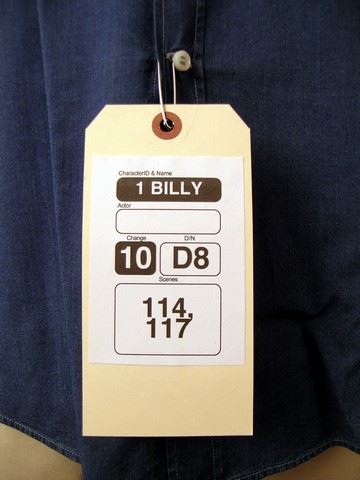 CharacterID & Name
1 BILLY
Actor
Change D/N
10 D8
Scenes
114,
117